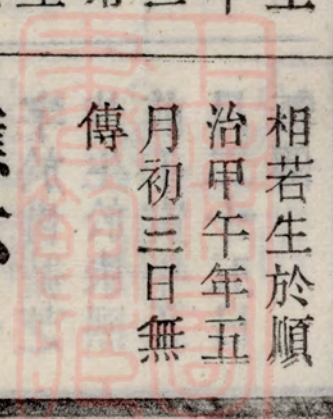 相若生於順
治甲午年五
月初三日無
傳